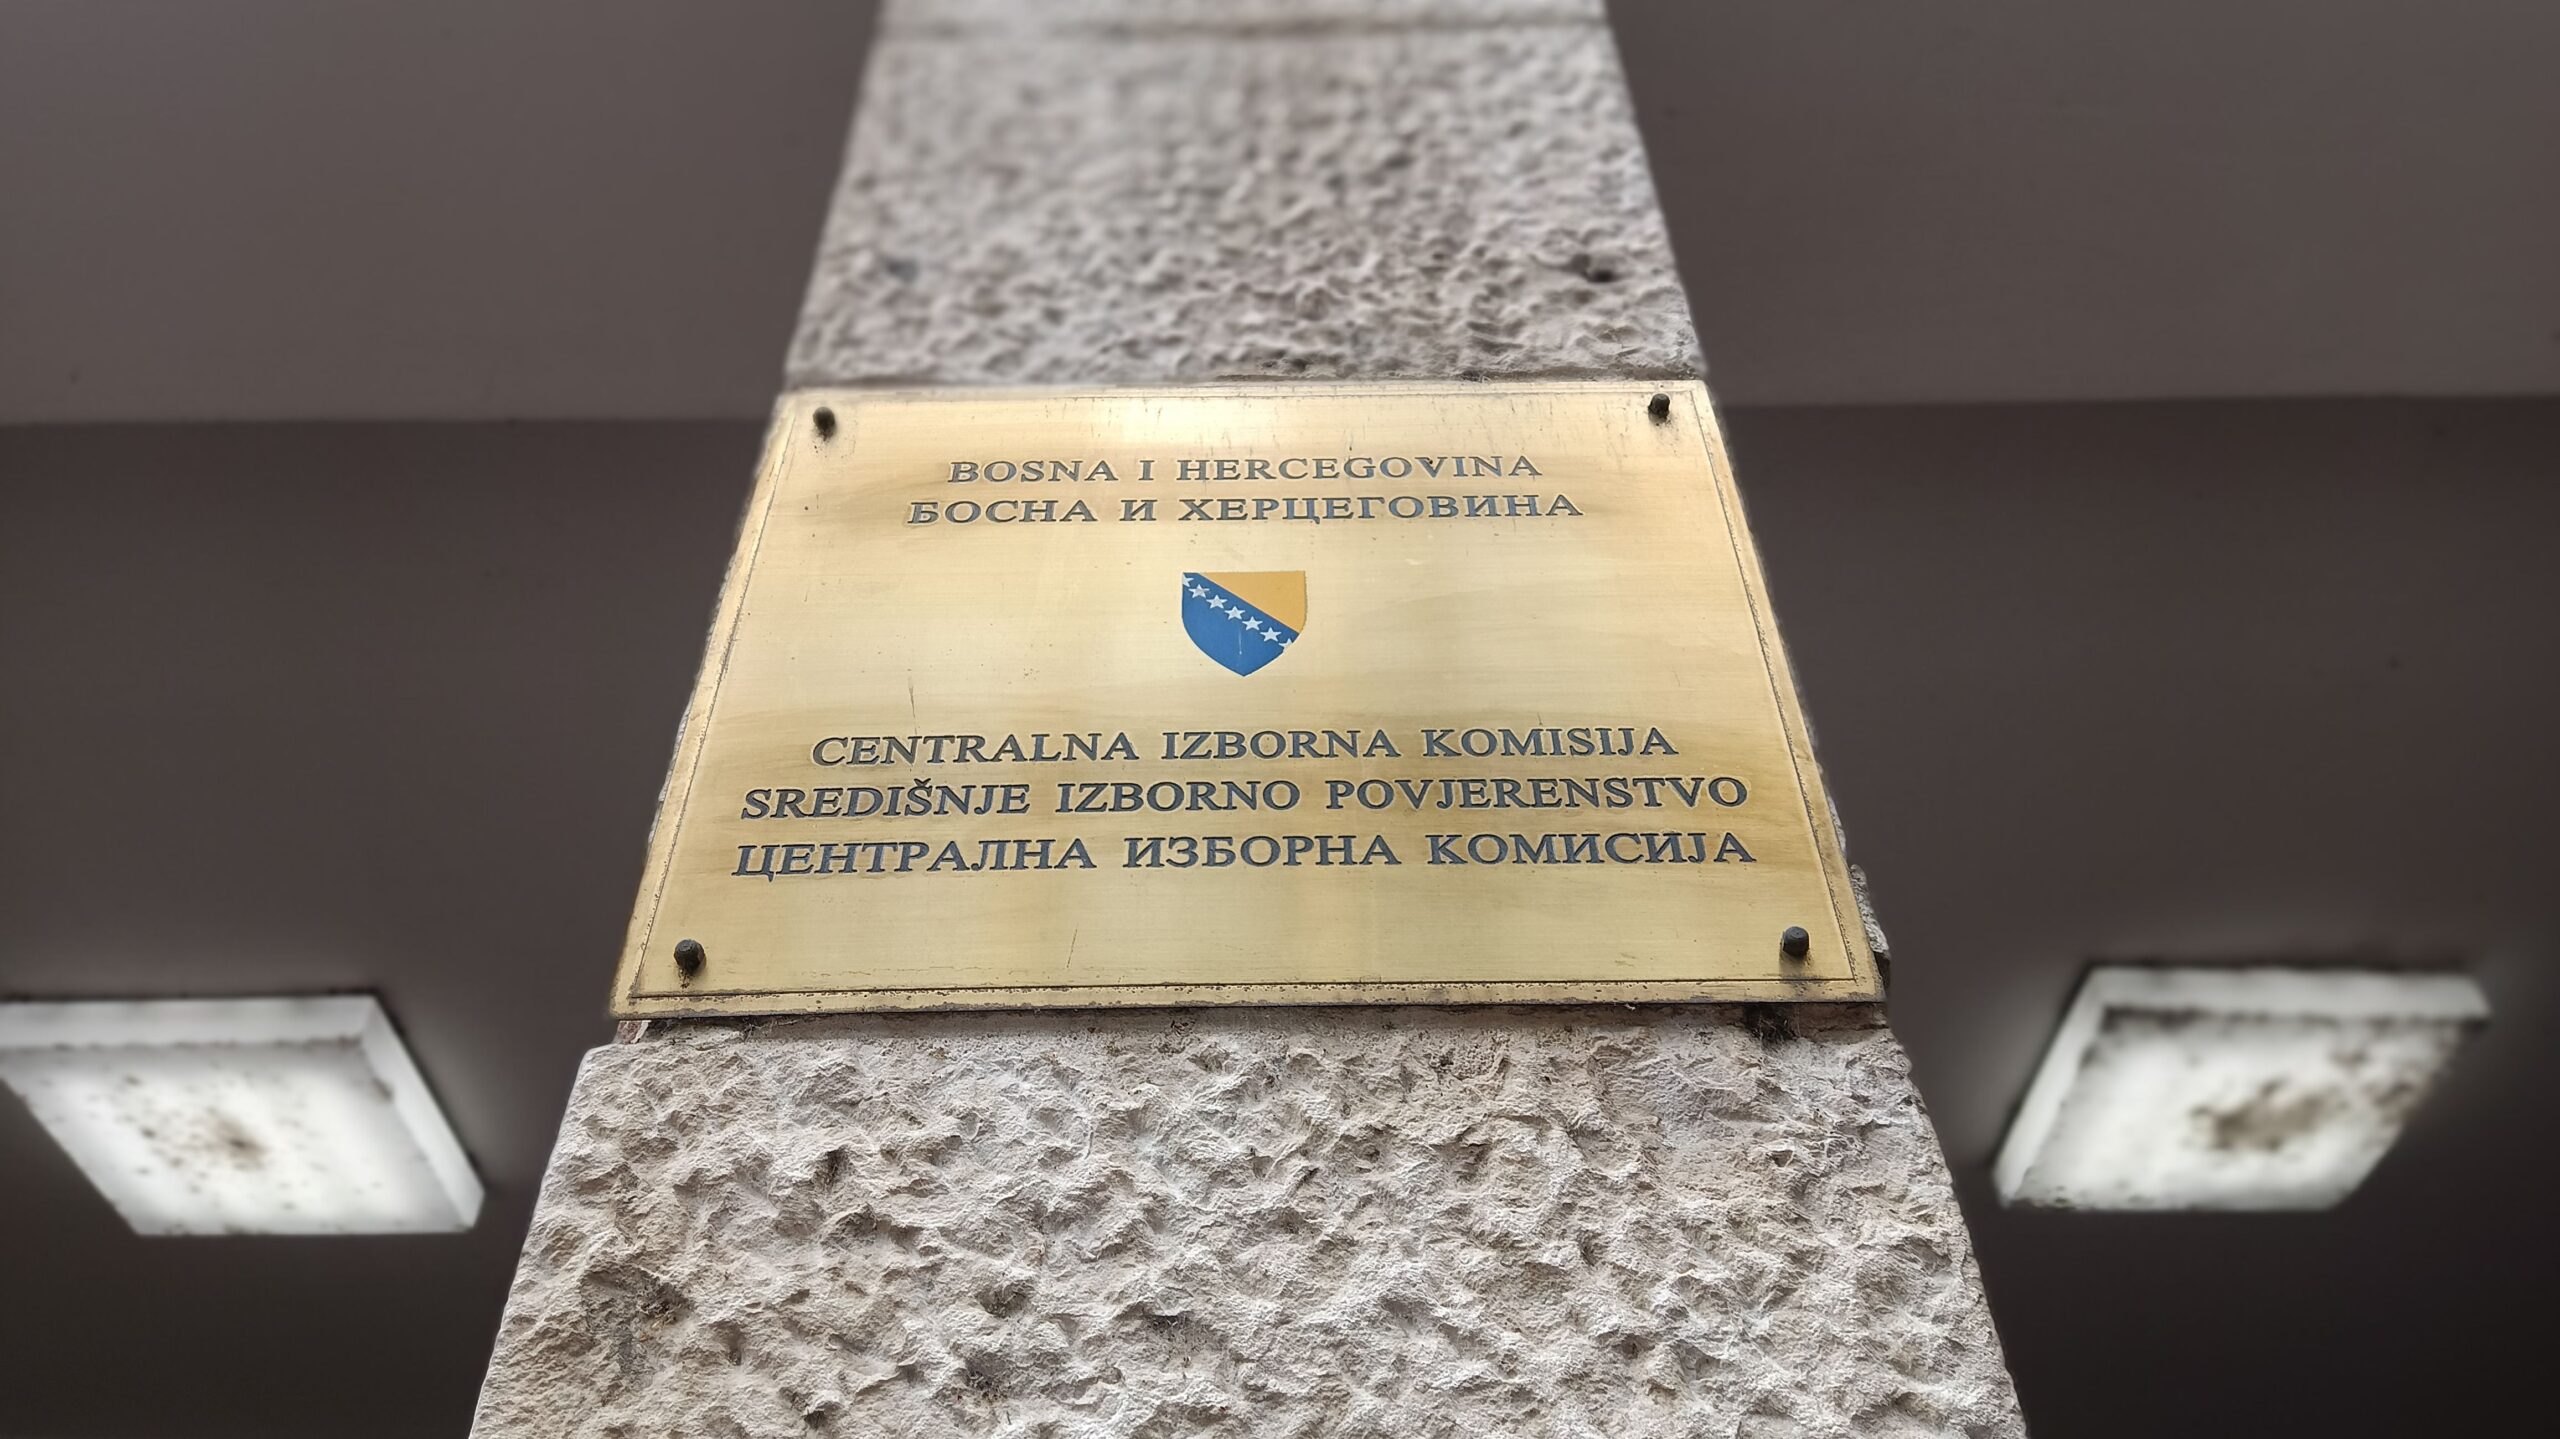 BOSNA I HERCEGOVINA
БОСНА И ХЕРЦЕГОВИНА
CENTRALNA IZBORNA KOMISIJA
SREDIŠNJE IZBORNO POVJERENSTVO
ЦЕНТРАЛНА ИЗБОРНА КОМИСИЈА